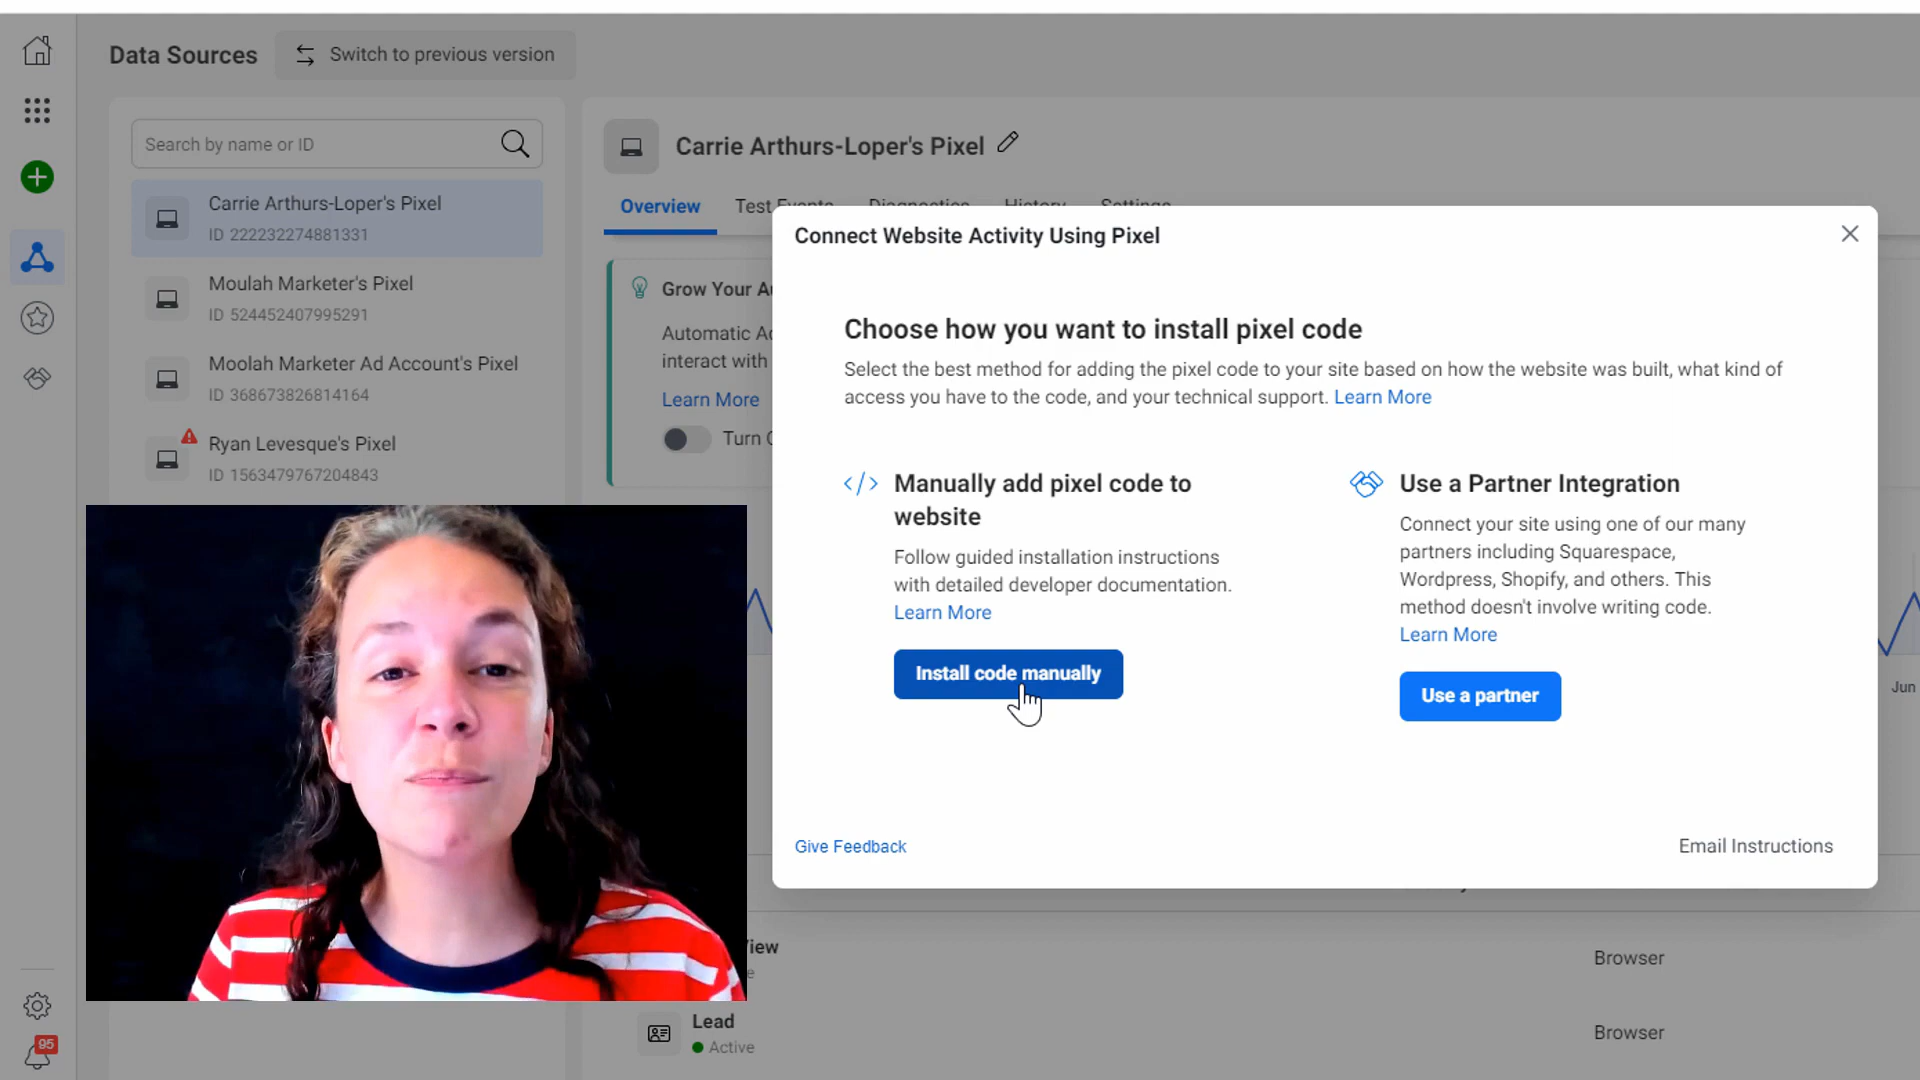 Data Sources
Switch to previous version
Search by name or ID
Carrie Arthurs-Loper's Pixel
ID 222232274881331
Moulah Marketer's Pixel
ID 524452407995291
Moolah Marketer Ad Account's Pixel
ID 368673826814164
Ryan Levesque's Pixel
ID 1563479767204843
Carrie Arthurs-Loper's Pixel
Overview
Test Events
Diagnostics
History
Settings
Grow Your Au
Automatic Ad
interact with
Learn More
Turn O
Connect Website Activity Using Pixel
Choose how you want to install pixel code
Select the best method for adding the pixel code to your site based on how the website was built, what kind of
access you have to the code, and your technical support. Learn More
</> Manually add pixel code to
website
Follow guided installation instructions
with detailed developer documentation.
Learn More
Install code manually
Use a Partner Integration
Connect your site using one of our many
partners including Squarespace,
Wordpress, Shopify, and others. This
method doesn't involve writing code.
Learn More
Use a partner
Give Feedback
Email Instructions
Jun
iew
e
Browser
Lead
Active
Browser
95